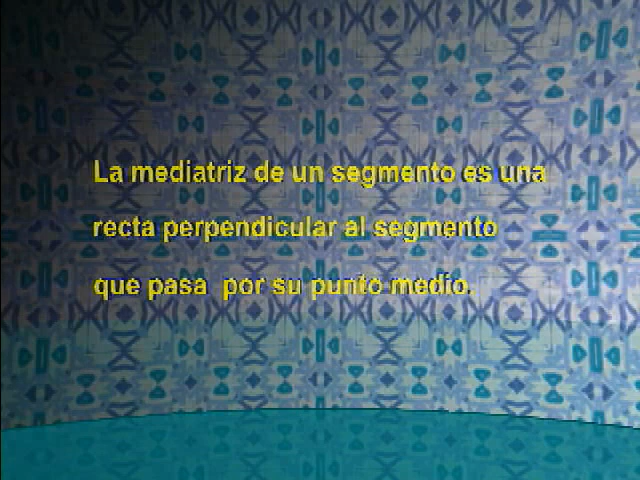 La mediatriz de un segmento es una
recta perpendicular al segmento
que pasa por su punto medio.